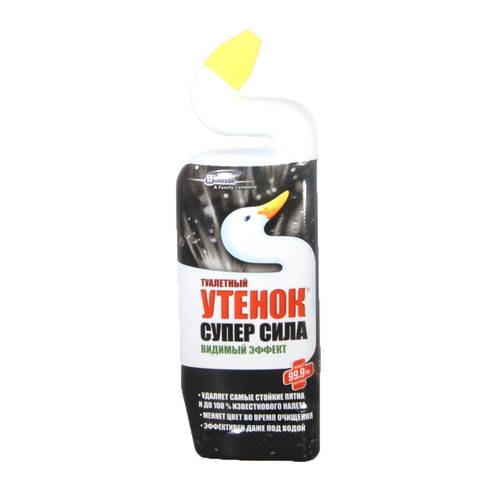 SC Johnson
A Family Company
ТУАЛЕТНЫЙ
УТЕНОК
СУПЕР СИЛА
ВИДИМЫЙ ЭФФЕКТ
99.9%
• УДАЛЯЕТ САМЫЕ СТОЙКИЕ ПЯТНА
И ДО 100% ИЗВЕСТКОВОГО НАЛЕТА
• МЕНЯЕТ ЦВЕТ ВО ВРЕМЯ ОЧИЩЕНИЯ
• ЭФФЕКТИВЕН ДАЖЕ ПОД ВОДОЙ